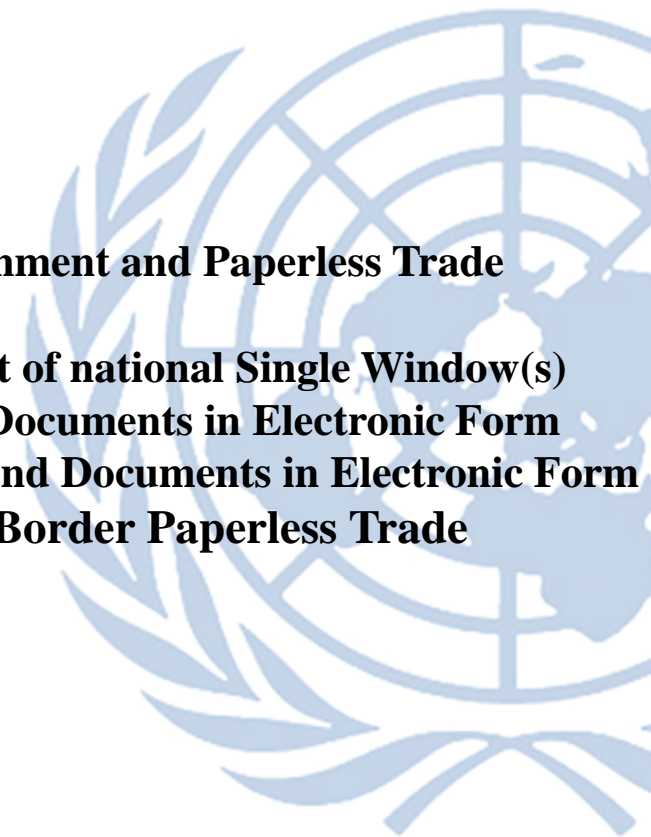 nment and Paperless Trade
t of national Single Window(s)
Documents in Electronic Form
nd Documents in Electronic Form
Border Paperless Trade